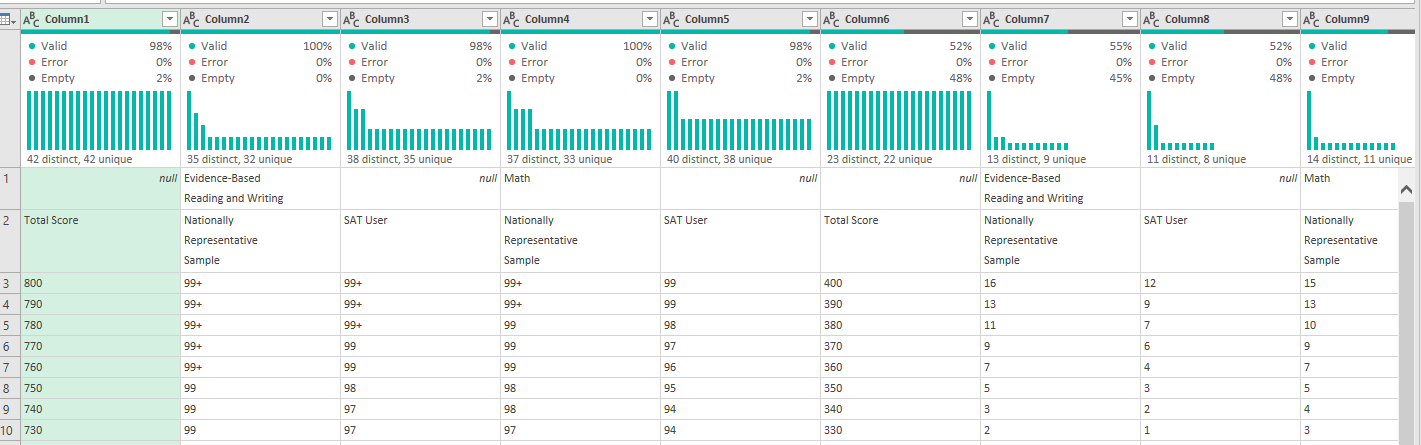 ABC Column1 ABC Column2 ABC Column3 ABC Column4 ABC Column5 ABC Column6 ABC Column7 ABC Column8 ABC Column9
Valid 98% Valid 100% Valid 98% Valid 100% Valid 98% Valid 52% Valid 55% Valid 52% Valid
Error 0% Error 0% Error 0% Error 0% Error 0% Error 0% Error 0% Error 0% Error
Empty 2% Empty 0% Empty 2% Empty 0% Empty 2% Empty 48% Empty 45% Empty 48% Empty
42 distinct, 42 unique 35 distinct, 32 unique 38 distinct, 35 unique 37 distinct, 33 unique 40 distinct, 38 unique 23 distinct, 22 unique 13 distinct, 9 unique 11 distinct, 8 unique 14 distinct, 11 unique
1 null Evidence-Based null Math null null Evidence-Based null Math
Reading and Writing Reading and Writing
2 Total Score Nationally SAT User Nationally SAT User Total Score Nationally SAT User Nationally
Representative Representative Representative Representative
Sample Sample Sample Sample
3 800 99+ 99+ 99+ 99 400 16 12 15
4 790 99+ 99+ 99+ 99 390 13 9 13
5 780 99+ 99+ 99 98 380 11 7 10
6 770 99+ 99 99 97 370 9 6 9
7 760 99+ 99 99 96 360 7 4 7
8 750 99 98 98 95 350 5 3 5
9 740 99 97 98 94 340 3 2 4
10 730 99 97 97 94 330 2 1 3